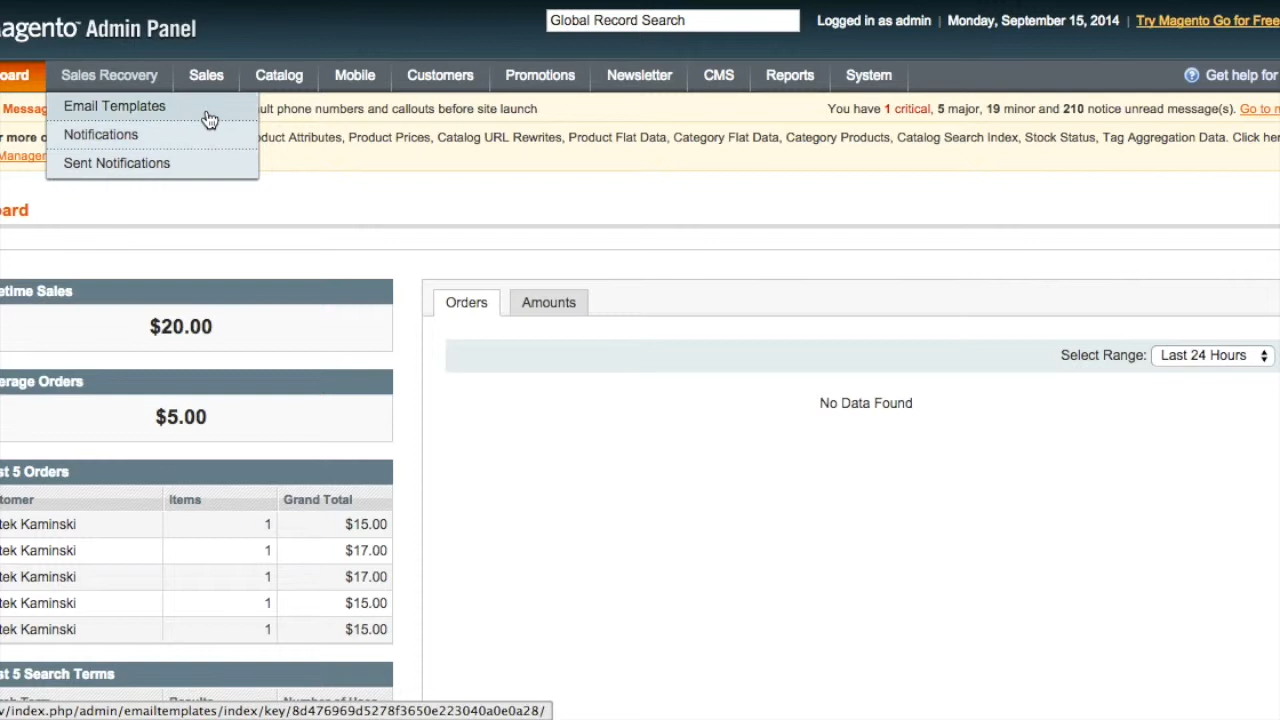 Magento Admin Panel
Global Record Search
Logged in as admin | Monday, September 15, 2014 | Try Magento Go for Free
oard Sales Recovery Sales Catalog Mobile Customers Promotions Newsletter CMS Reports System Get help for
Messag ult phone numbers and callouts before site launch You have 1 critical, 5 major, 19 minor and 210 notice unread message(s). Go to n
Email Templates
Notifications
Sent Notifications
r more o duct Attributes, Product Prices, Catalog URL Rewrites, Product Flat Data, Category Flat Data, Category Products, Catalog Search Index, Stock Status, Tag Aggregation Data. Click her
Manager
oard
etime Sales
$20.00
erage Orders
$5.00
st 5 Orders
tomer Items Grand Total
tek Kaminski 1 $15.00
tek Kaminski 1 $17.00
tek Kaminski 1 $17.00
tek Kaminski 1 $15.00
tek Kaminski 1 $15.00
st 5 Search Terms
Orders Amounts
Select Range: Last 24 Hours
No Data Found
v/index.php/admin/emailtemplates/index/key/8d476969d5278f3650e223040a0e0a28/